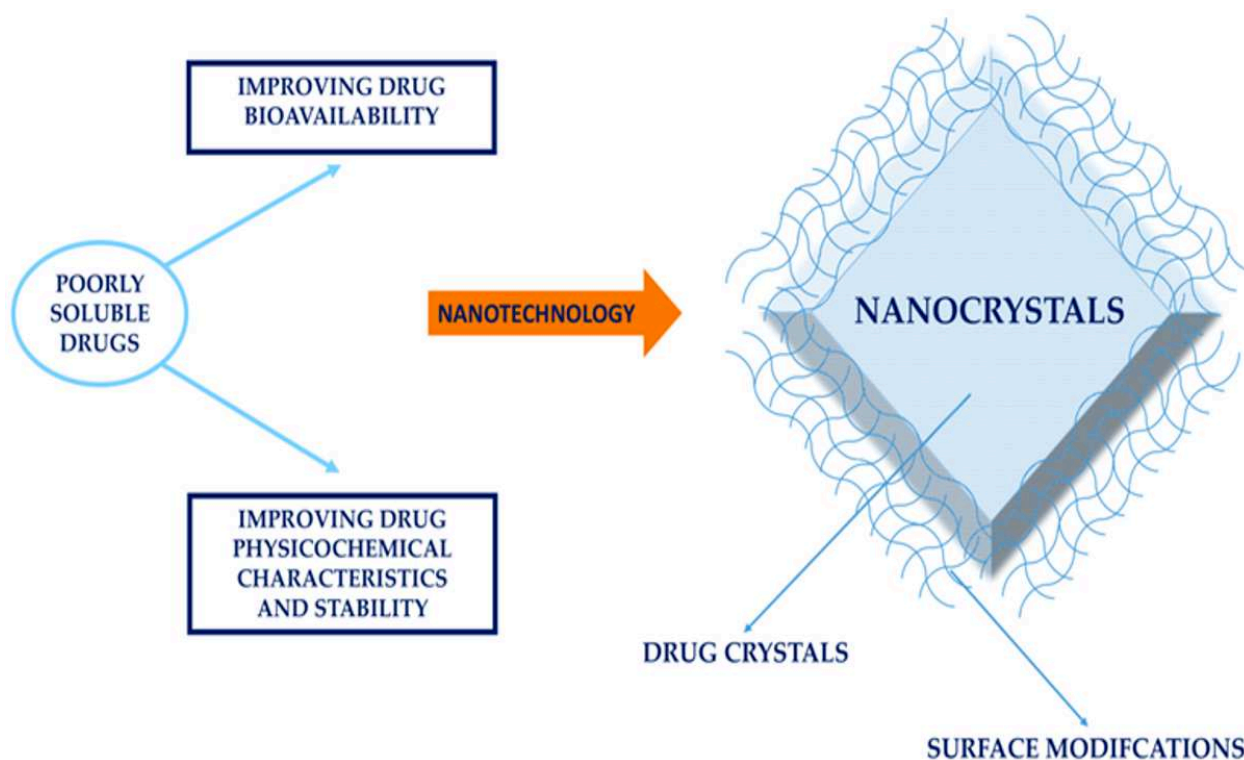 IMPROVING DRUG
BIOAVAILABILITY
POORLY
SOLUBLE
DRUGS
NANOTECHNOLOGY
NANOCRYSTALS
IMPROVING DRUG
PHYSICOCHEMICAL
CHARACTERISTICS
AND STABILITY
DRUG CRYSTALS
SURFACE MODIFCATIONS